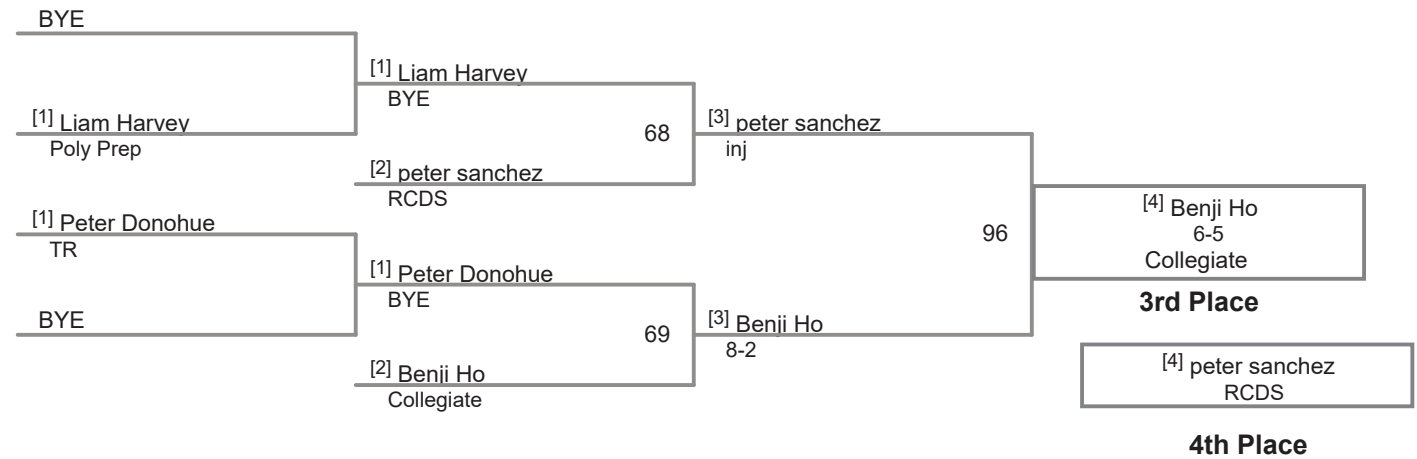 BYE
[1] Liam Harvey
BYE
[1] Liam Harvey
Poly Prep
68
[3] peter sanchez
inj
[2] peter sanchez
RCDS
[4] Benji Ho
6-5
Collegiate
3rd Place
[1] Peter Donohue
TR
96
[1] Peter Donohue
BYE
BYE
69
[3] Benji Ho
8-2
[2] Benji Ho
Collegiate
[4] peter sanchez
RCDS
4th Place